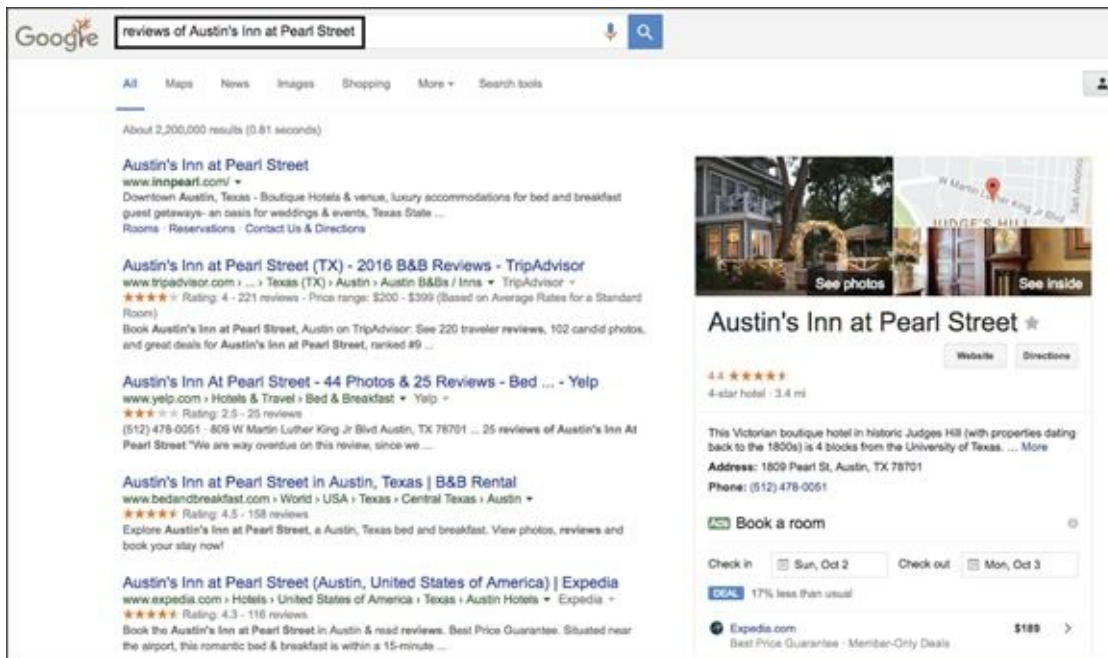 Google
reviews of Austin's Inn at Pearl Street
All Maps News Images Shopping More Search tools
About 2,200,000 results (0.81 seconds)
Austin's Inn at Pearl Street
www.innpearl.com/
Downtown Austin, Texas - Boutique Hotels & venue, luxury accommodations for bed and breakfast
guest getaways- an oasis for weddings & events, Texas State ...
Rooms · Reservations · Contact Us & Directions
Austin's Inn at Pearl Street (TX) - 2016 B&B Reviews - TripAdvisor
www.tripadvisor.com › ... › Texas (TX) › Austin › Austin B&Bs / Inns TripAdvisor
Rating: 4 - 221 reviews - Price range: $200 - $399 (Based on Average Rates for a Standard
Room)
Book Austin's Inn at Pearl Street, Austin on TripAdvisor: See 220 traveler reviews, 102 candid photos,
and great deals for Austin's Inn at Pearl Street, ranked #9 ...
Austin's Inn At Pearl Street - 44 Photos & 25 Reviews - Bed ... - Yelp
www.yelp.com › Hotels & Travel › Bed & Breakfast Yelp
Rating: 2.5 - 25 reviews
(512) 478-0051 · 809 W Martin Luther King Jr Blvd Austin, TX 78701 ... 25 reviews of Austin's Inn At
Pearl Street "We are way overdue on this review, since we ...
Austin's Inn at Pearl Street in Austin, Texas | B&B Rental
www.bedandbreakfast.com › World › USA › Texas › Central Texas › Austin
Rating: 4.5 - 158 reviews
Explore Austin's Inn at Pearl Street, a Austin, Texas bed and breakfast. View photos, reviews and
book your stay now!
Austin's Inn at Pearl Street (Austin, United States of America) | Expedia
www.expedia.com › Hotels › United States of America › Texas › Austin Hotels Expedia
Rating: 4.3 - 116 reviews
Book the Austin's Inn at Pearl Street in Austin & read reviews. Best Price Guarantee. Situated near
the airport, this romantic bed & breakfast is within a 15-minute ...
W Martin Luther King Jr Blvd
San Antonio
JUDGE'S HILL
See photos
See inside
Austin's Inn at Pearl Street
Website Directions
4.4
4-star hotel · 3.4 mi
This Victorian boutique hotel in historic Judges Hill (with properties dating
back to the 1800s) is 4 blocks from the University of Texas. ... More
Address: 1809 Pearl St, Austin, TX 78701
Phone: (512) 478-0051
Ads Book a room
Check in Sun, Oct 2 Check out Mon, Oct 3
DEAL 17% less than usual
Expedia.com $189
Best Price Guarantee · Member-Only Deals